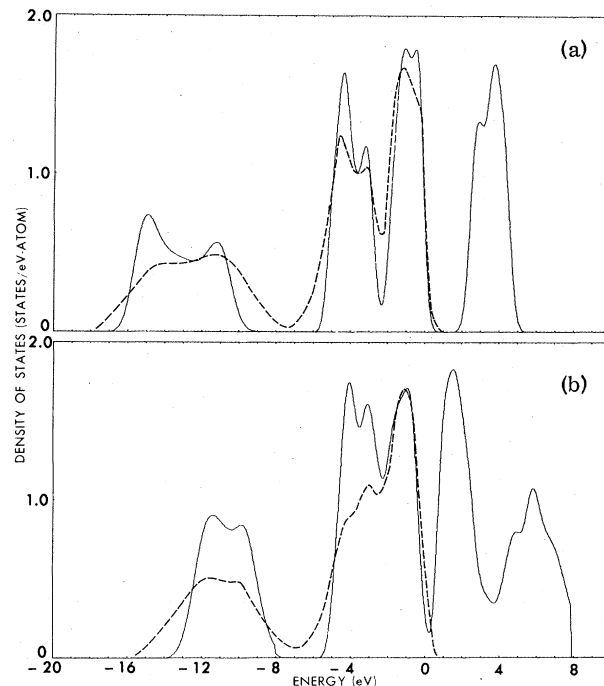 2.0
(a)
1.0
0
2.0
(b)
1.0
0
DENSITY OF STATES (STATES/eV-ATOM)
-20 -16 -12 -8 -4 0 4 8
ENERGY (eV)